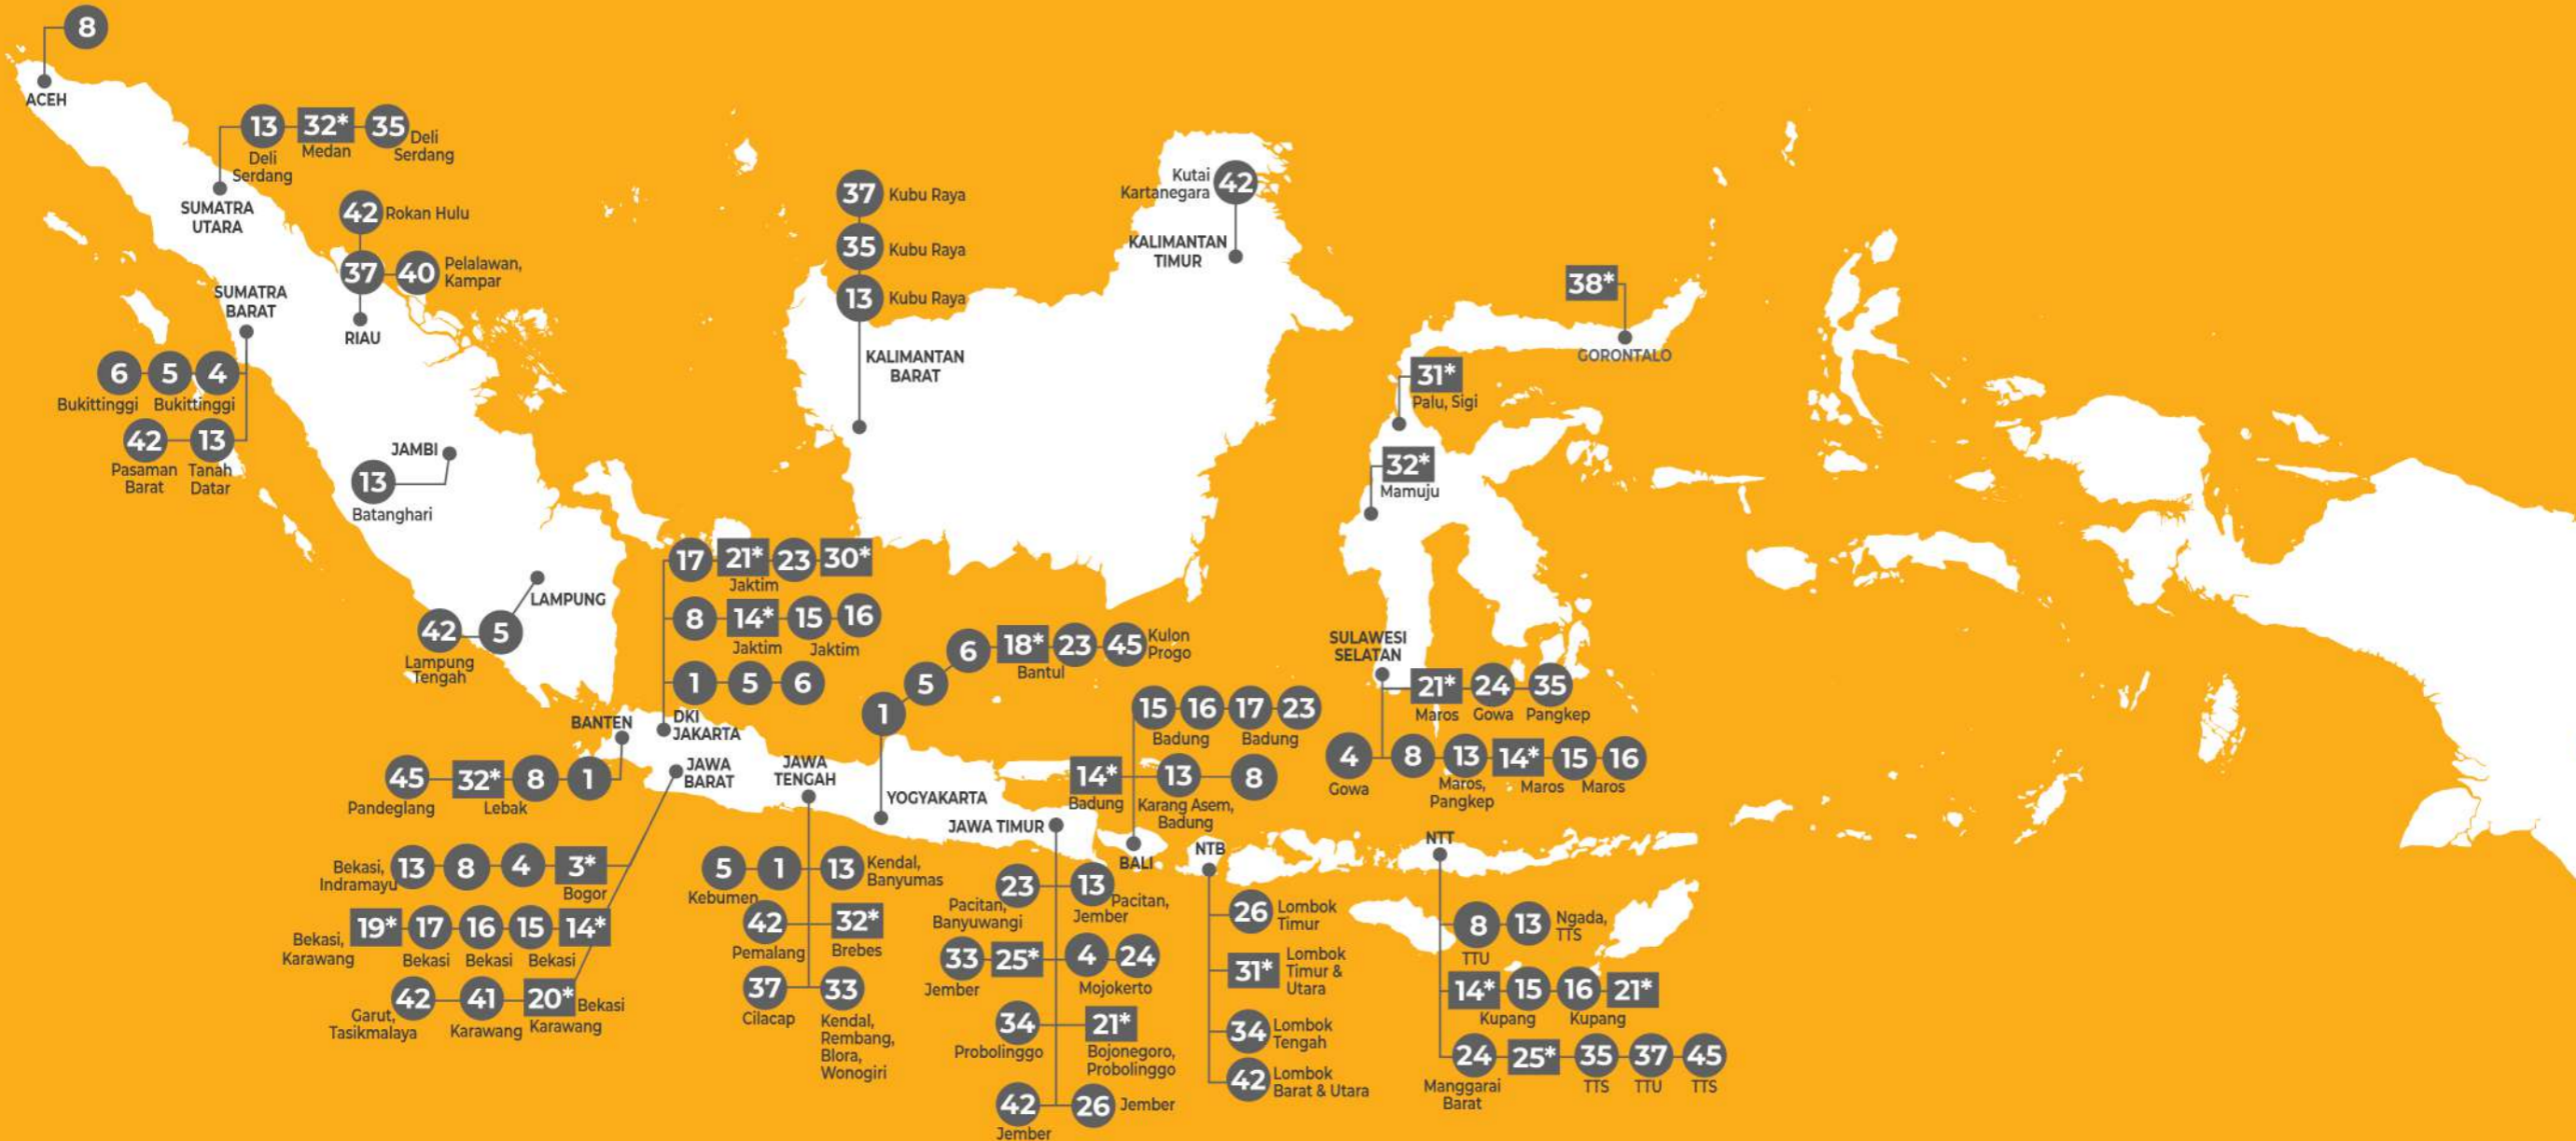 8
ACEH
13 32* 35 Deli
Deli Medan Serdang
Serdang
SUMATRA
UTARA
42 Rokan Hulu
37 40 Pelalawan,
Kampar
RIAU
SUMATRA
BARAT
6 5 4
Bukittinggi Bukittinggi
42 13
Pasaman Tanah
Barat Datar
JAMBI
13
Batanghari
LAMPUNG
42 5
Lampung
Tengah
37 Kubu Raya
35 Kubu Raya
13 Kubu Raya
KALIMANTAN
BARAT
Kutai
Kartanegara 42
KALIMANTAN
TIMUR
38*
GORONTALO
31*
Palu, Sigi
32*
Mamuju
17 21* 23 30*
Jaktim
8 14* 15 16
Jaktim Jaktim
1 5 6
DKI
JAKARTA
BANTEN
45 32* 8 1
Pandeglang Lebak
JAWA
BARAT
Bekasi, 13 8 4 3*
Indramayu Bogor
19* 17 16 15 14*
Bekasi, Bekasi Bekasi Bekasi
Karawang
42 41 20* Bekasi
Garut, Karawang Karawang
Tasikmalaya
JAWA
TENGAH
5 1 13 Kendal,
Kebumen Banyumas
42 32*
Pemalang Brebes
37 33
Cilacap Kendal,
Rembang,
Blora,
Wonogiri
6 18* 23 45 Kulon
Bantul Progo
5
1
YOGYAKARTA
JAWA TIMUR
23 13
Pacitan, Pacitan,
Banyuwangi Jember
33 25* 4 24
Jember Mojokerto
34 21*
Probolinggo Bojonegoro,
Probolinggo
42 26 Jember
Jember
15 16 17 23
Badung Badung
14* 13 8
Badung Karang Asem,
Badung
BALI
NTB
26 Lombok
Timur
31* Lombok
Timur &
Utara
34 Lombok
Tengah
42 Lombok
Barat & Utara
SULAWESI
SELATAN
21* 24 35
Maros Gowa Pangkep
4 8 13 14* 15 16
Gowa Maros, Maros Maros
Pangkep
NTT
8 13 Ngada,
TTU TTS
14* 15 16 21*
Kupang Kupang
24 25* 35 37 45
Manggarai TTS TTU TTS
Barat